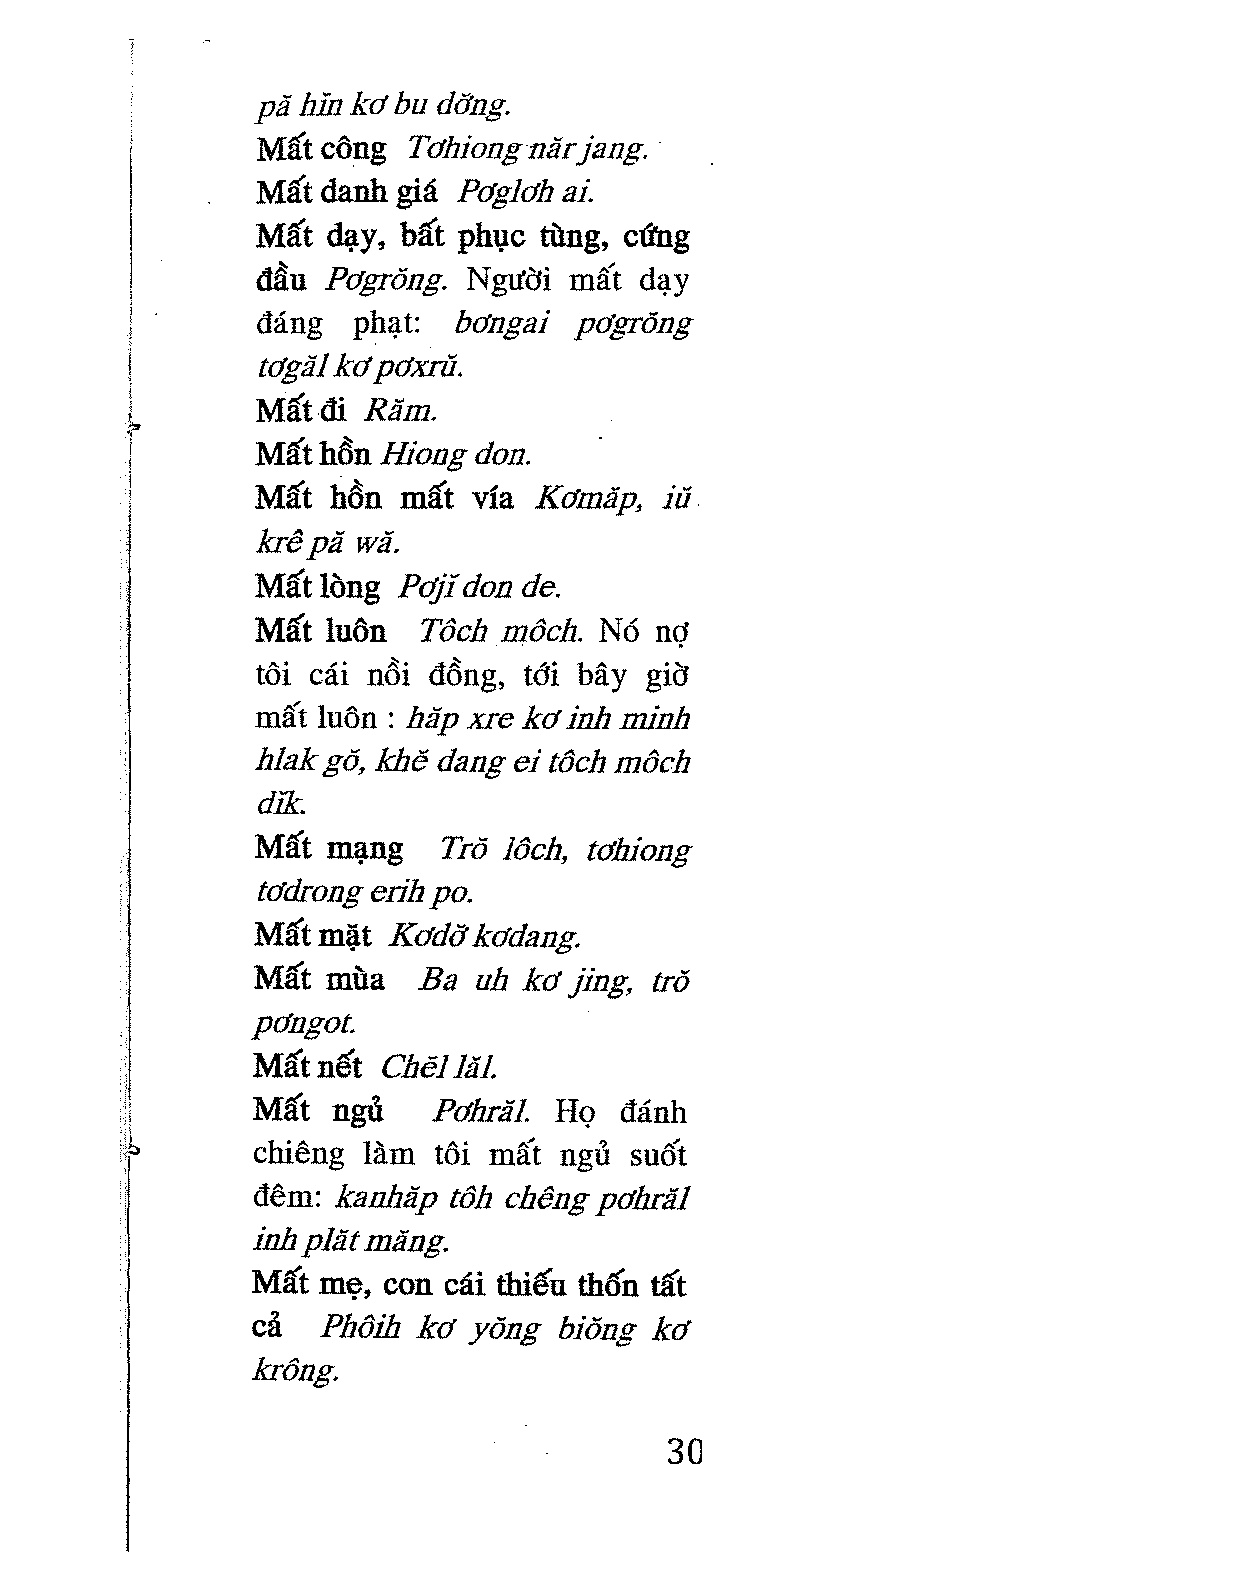 pă hĭn kơ bu dơ̆ng.
Mất công Tơhiong năr jang.
Mất danh giá Pơglơh ai.
Mất dạy, bất phục tùng, cứng
đầu Pơgrŏng. Người mất dạy
đáng phạt: bơngai pơgrŏng
tơgăl kơ pơxrŭ.
Mất đi Răm.
Mất hồn Hiong don.
Mất hồn mất vía Kơmăp, iŭ
krê pă wă.
Mất lòng Pơjĭ don de.
Mất luôn Tôch môch. Nó nợ
tôi cái nồi đồng, tới bây giờ
mất luôn : hăp xre kơ inh minh
hlak gŏ, khĕ dang ei tôch môch
dĭk.
Mất mạng Trŏ lôch, tơhiong
tơdrong erih po.
Mất mặt Kơdơ̆ kơdang.
Mất mùa Ba uh kơ jing, trŏ
pơngot.
Mất nết Chĕl lăl.
Mất ngủ Pơhrăl. Họ đánh
chiêng làm tôi mất ngủ suốt
đêm: kanhăp tôh chêng pơhrăl
inh plăt măng.
Mất mẹ, con cái thiếu thốn tất
cả Phôih kơ yŏng biŏng kơ
krông.
30